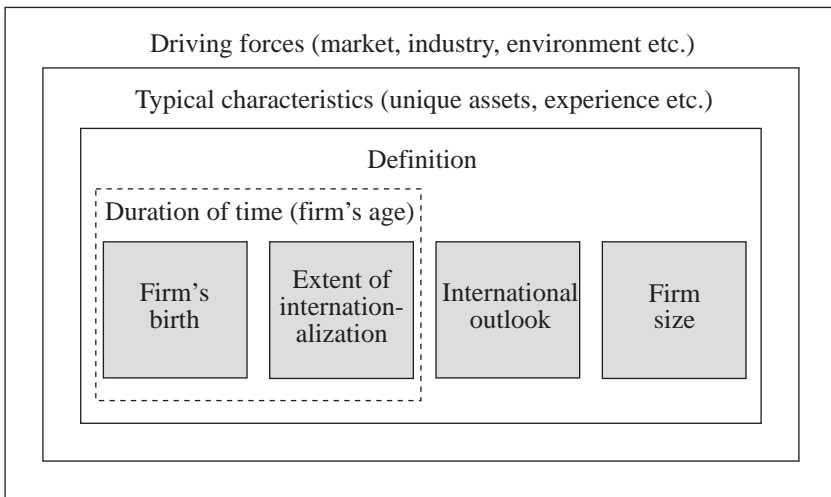 Driving forces (market, industry, environment etc.)
Typical characteristics (unique assets, experience etc.)
Definition
Duration of time (firm's age)
Firm's
birth
Extent of
internation-
alization
International
outlook
Firm
size